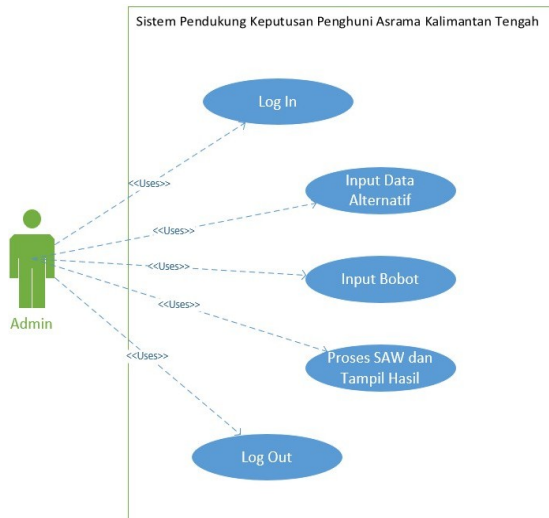 Sistem Pendukung Keputusan Penghuni Asrama Kalimantan Tengah
Log In
<<Uses>>
Input Data
Alternatif
<<Uses>>
Input Bobot
<<Uses>>
<<Uses>>
Admin
Proses SAW dan
Tampil Hasil
<<Uses>>
Log Out